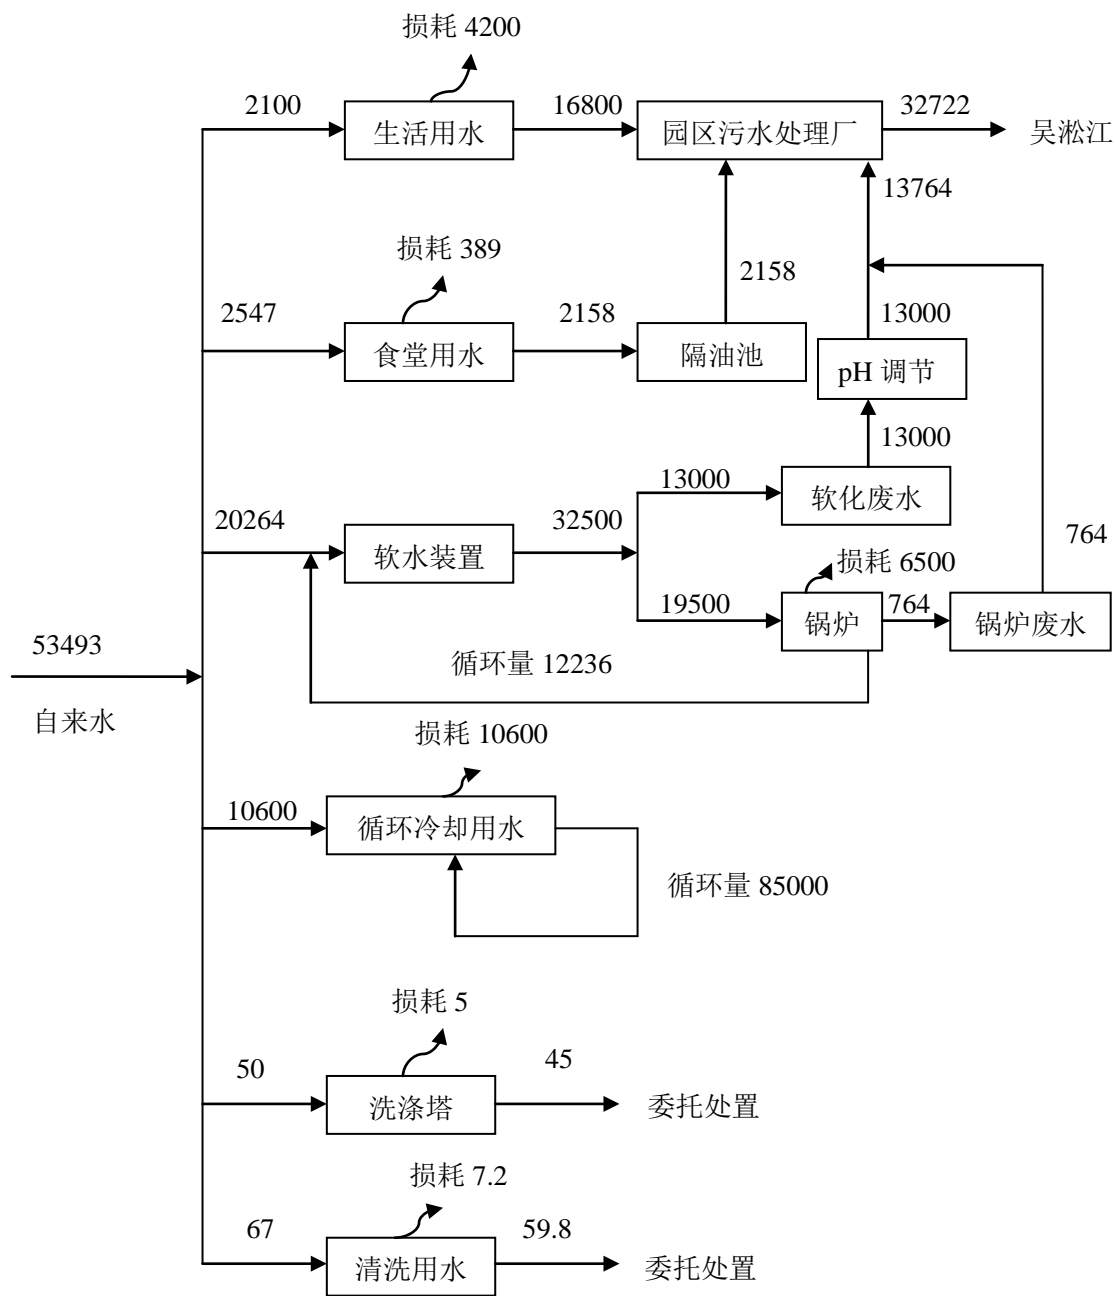 损耗 4200
2100
生活用水
16800
园区污水处理厂
32722
吴淞江
13764
损耗 389
2158
2547
食堂用水
2158
隔油池
13000
pH 调节
13000
13000
软化废水
20264
软水装置
32500
764
损耗 6500
19500
锅炉
764
锅炉废水
循环量 12236
53493
自来水
损耗 10600
10600
循环冷却用水
循环量 85000
损耗 5
50
洗涤塔
45
委托处置
损耗 7.2
67
清洗用水
59.8
委托处置